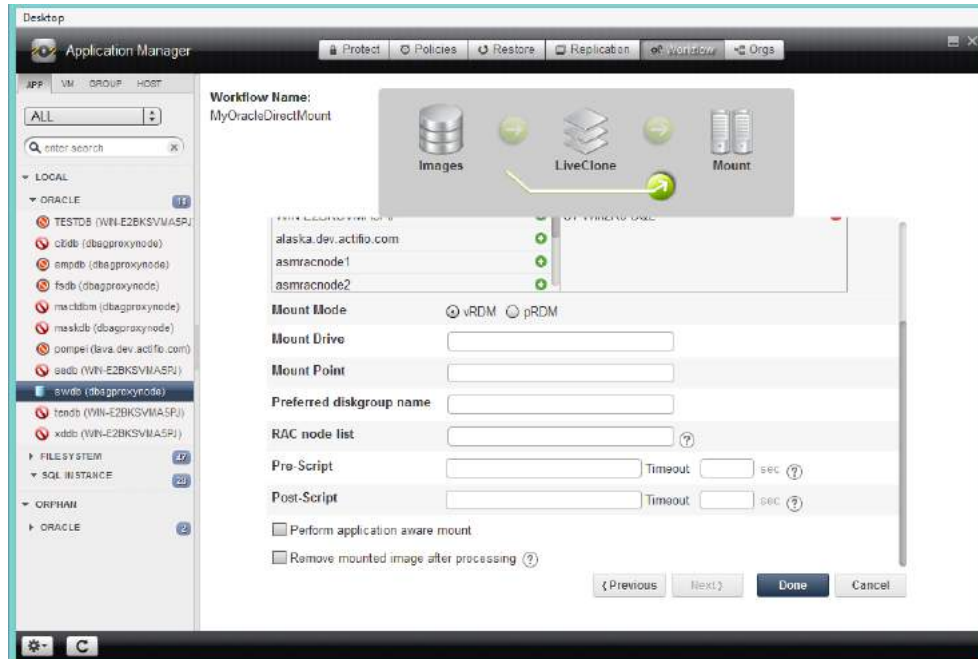 Desktop
Application Manager
Protect Policies Restore Replication Workflow Orgs
APP VM GROUP HOST
ALL
enter search
LOCAL
ORACLE
TESTDB (WIN-E2BKSVMA5PJ
citidb (dbagproxynode)
empdb (dbagproxynode)
fsdb (dbagproxynode)
maskdb (dbagproxynode)
pompei (lava.dev.actifio.com)
(WIN-E2BKSVMA5PJ)
swdb (dbagproxynode)
tendb (WIN-E2BKSVMA5PJ)
xddb (WIN-E2BKSVMA5PJ)
FILESYSTEM
SQL INSTANCE
ORPHAN
ORACLE 2
Workflow Name:
MyOracleDirectMount
Images LiveClone Mount
WIN-E2BKSVMA5PJ
alaska.dev.actifio.com
asmracnode1
asmracnode2
Mount Mode vRDM pRDM
Mount Drive
Mount Point
Preferred diskgroup name
RAC node list ?
Pre-Script Timeout sec ?
Post-Script Timeout sec ?
Perform application aware mount
Remove mounted image after processing ?
Previous Next Done Cancel